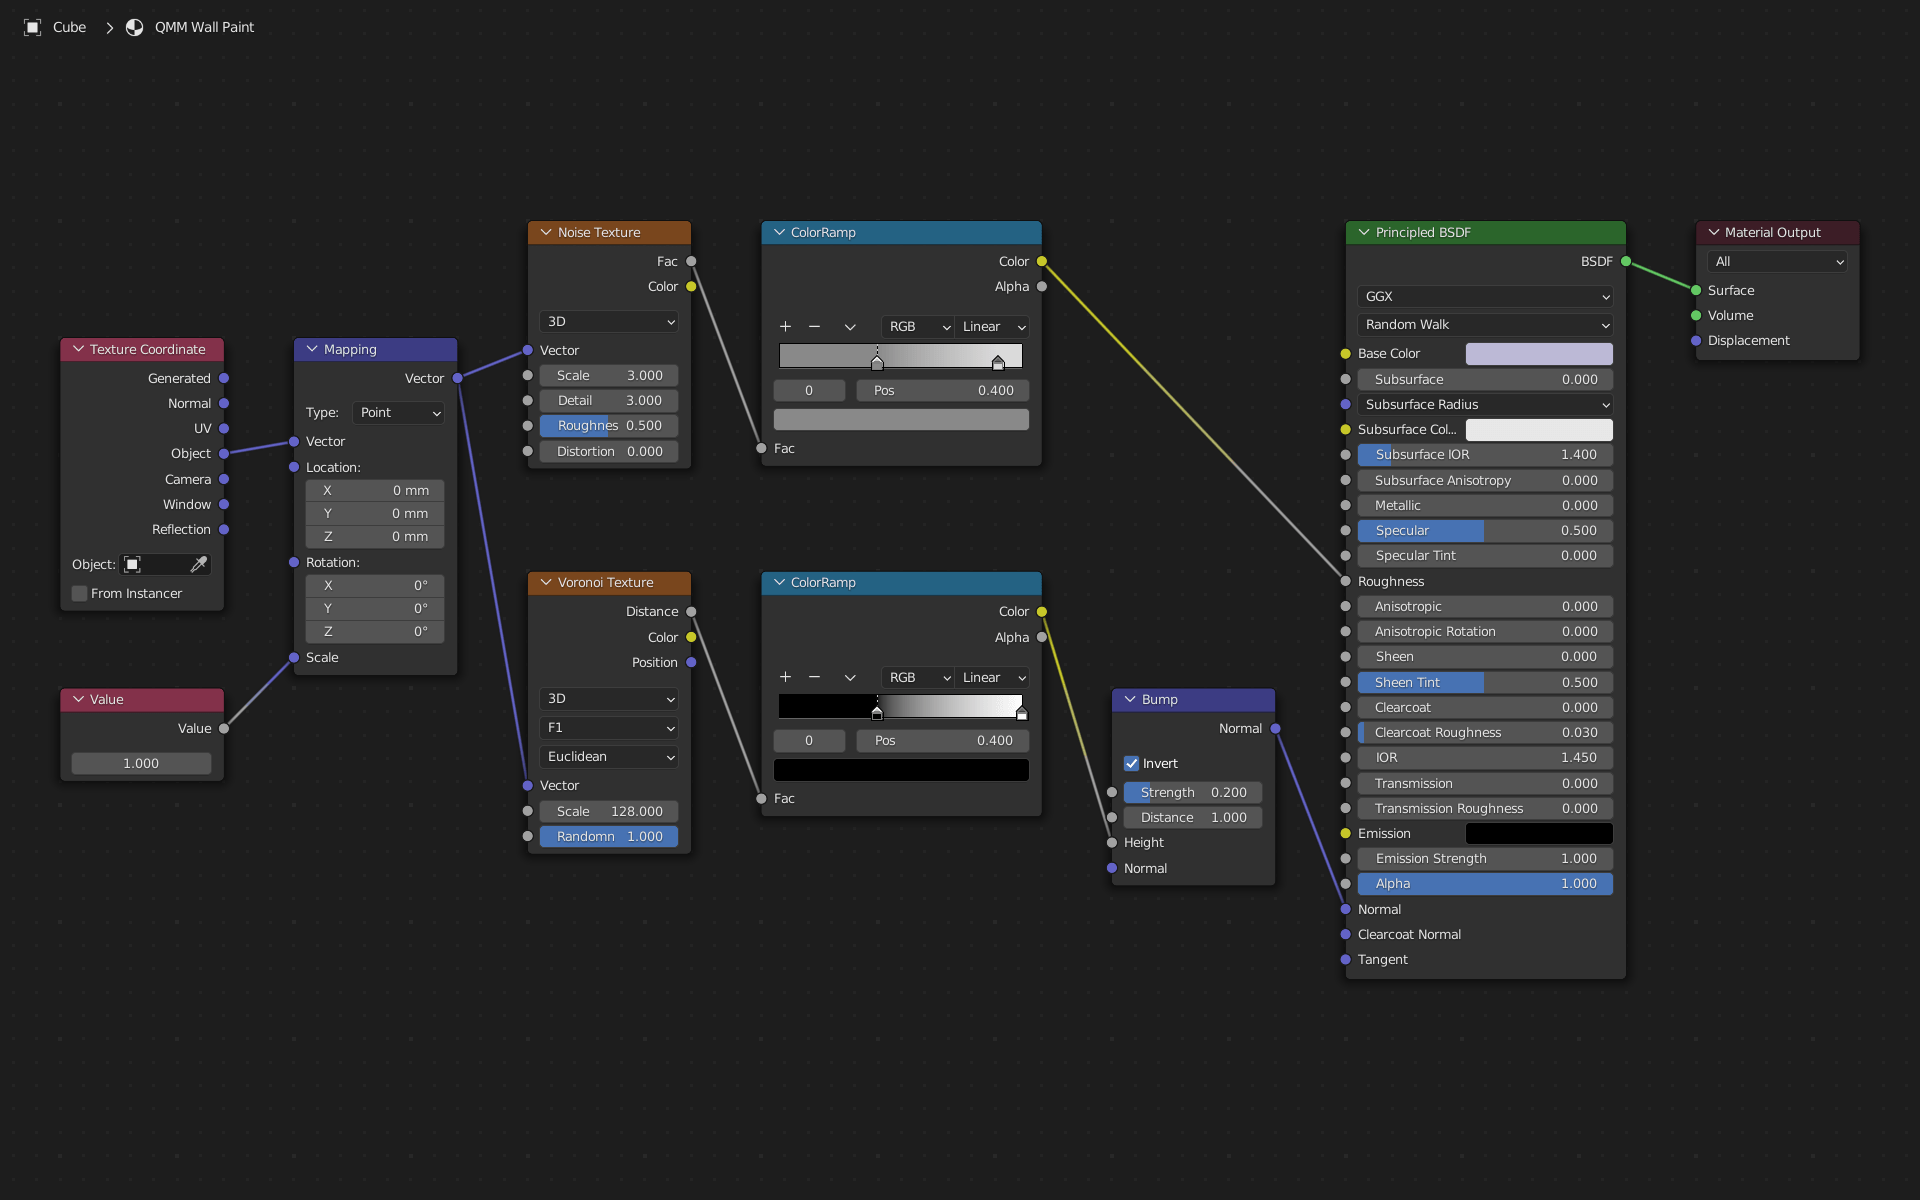 Cube > QMM Wall Paint
Texture Coordinate
Generated
Normal
UV
Object
Camera
Window
Reflection
Object:
From Instancer
Value
Value
1.000
Mapping
Vector
Type: Point
Vector
Location:
X 0 mm
Y 0 mm
Z 0 mm
Rotation:
X 0°
Y 0°
Z 0°
Scale
Noise Texture
Fac
Color
3D
Vector
Scale 3.000
Detail 3.000
Roughnes 0.500
Distortion 0.000
Voronoi Texture
Distance
Color
Position
3D
F1
Euclidean
Vector
Scale 128.000
Randomn 1.000
ColorRamp
Color
Alpha
+ − RGB Linear
0 Pos 0.400
Fac
ColorRamp
Color
Alpha
+ − RGB Linear
0 Pos 0.400
Fac
Bump
Normal
Invert
Strength 0.200
Distance 1.000
Height
Normal
Principled BSDF
BSDF
GGX
Random Walk
Base Color
Subsurface 0.000
Subsurface Radius
Subsurface Col...
Subsurface IOR 1.400
Subsurface Anisotropy 0.000
Metallic 0.000
Specular 0.500
Specular Tint 0.000
Roughness
Anisotropic 0.000
Anisotropic Rotation 0.000
Sheen 0.000
Sheen Tint 0.500
Clearcoat 0.000
Clearcoat Roughness 0.030
IOR 1.450
Transmission 0.000
Transmission Roughness 0.000
Emission
Emission Strength 1.000
Alpha 1.000
Normal
Clearcoat Normal
Tangent
Material Output
All
Surface
Volume
Displacement